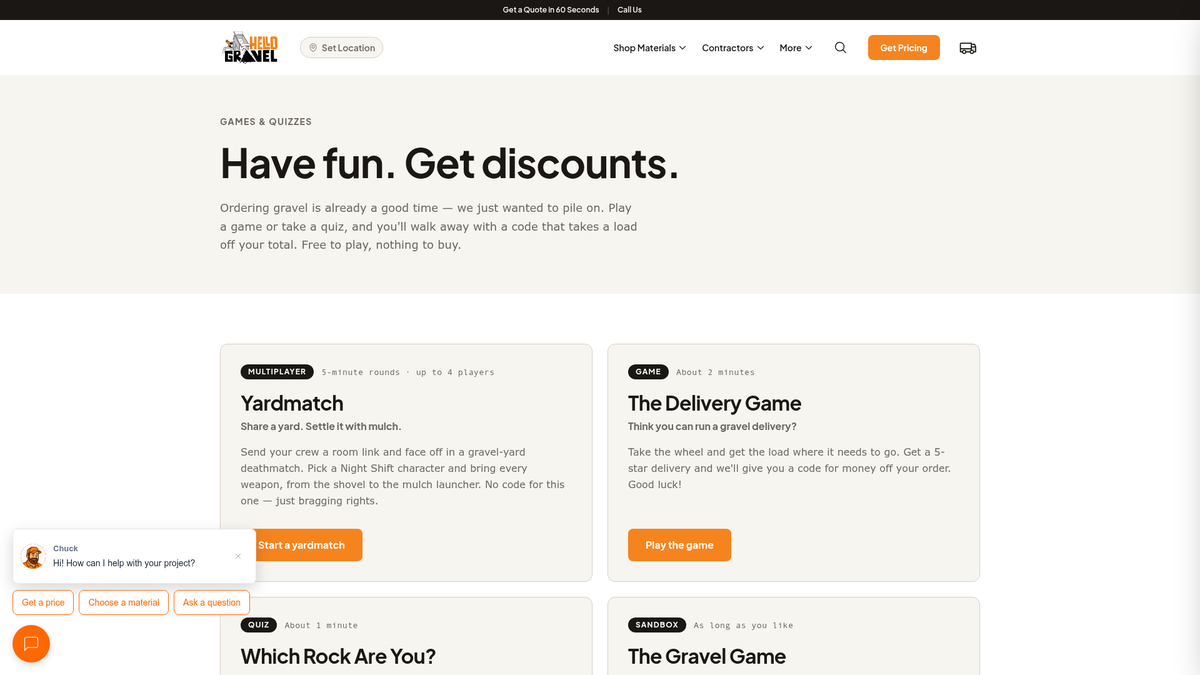 Get a Quote in 60 Seconds | Call Us
HELLO
GRAVEL
Set Location
Shop Materials
Contractors
More
Get Pricing
GAMES & QUIZZES
Have fun. Get discounts.
Ordering gravel is already a good time — we just wanted to pile on. Play
a game or take a quiz, and you'll walk away with a code that takes a load
off your total. Free to play, nothing to buy.
MULTIPLAYER 5-minute rounds · up to 4 players
Yardmatch
Share a yard. Settle it with mulch.
Send your crew a room link and face off in a gravel-yard
deathmatch. Pick a Night Shift character and bring every
weapon, from the shovel to the mulch launcher. No code for this
one — just bragging rights.
Start a yardmatch
GAME About 2 minutes
The Delivery Game
Think you can run a gravel delivery?
Take the wheel and get the load where it needs to go. Get a 5-
star delivery and we'll give you a code for money off your order.
Good luck!
Play the game
Chuck
Hi! How can I help with your project?
Get a price
Choose a material
Ask a question
QUIZ About 1 minute
Which Rock Are You?
SANDBOX As long as you like
The Gravel Game